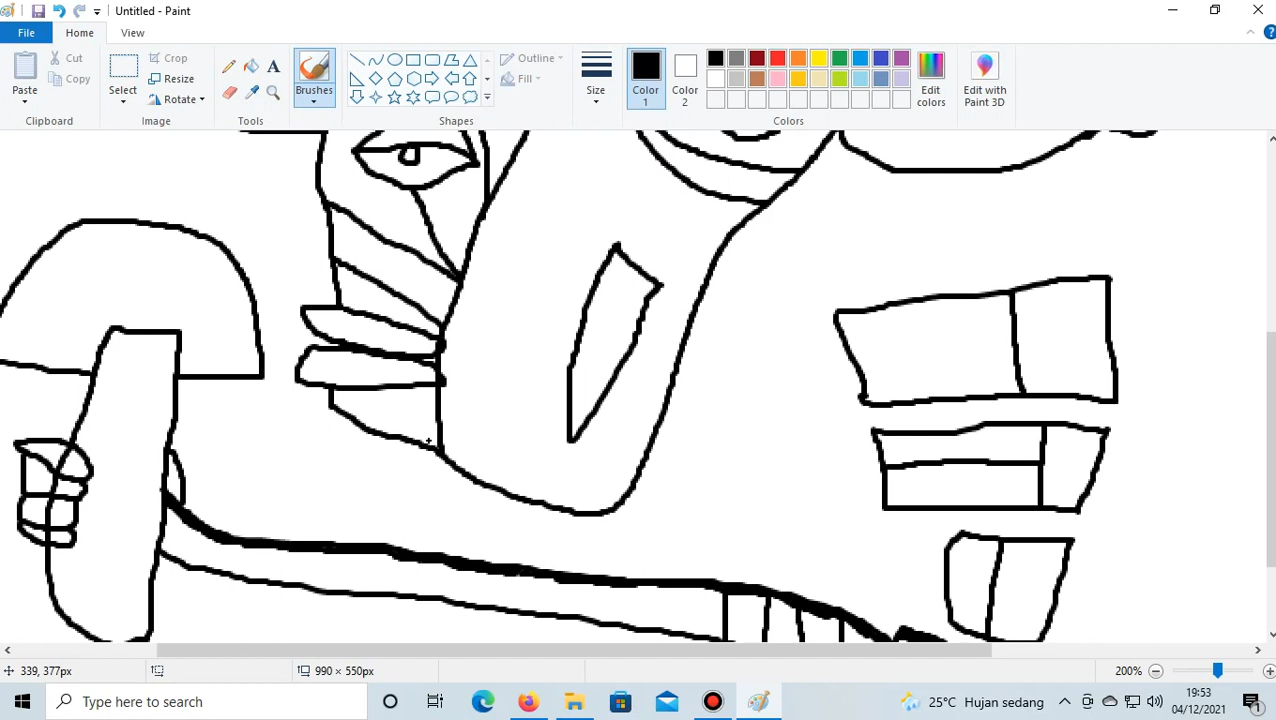 Untitled - Paint
File Home View
Paste Cut Copy
Clipboard
Select Crop Resize Rotate
Image
A
Tools
Brushes
Outline Fill
Shapes
Size
Color 1 Color 2
Edit colors
Colors
Edit with Paint 3D
339, 377px 990 × 550px 200%
Type here to search 25°C Hujan sedang 19:53
04/12/2021 1